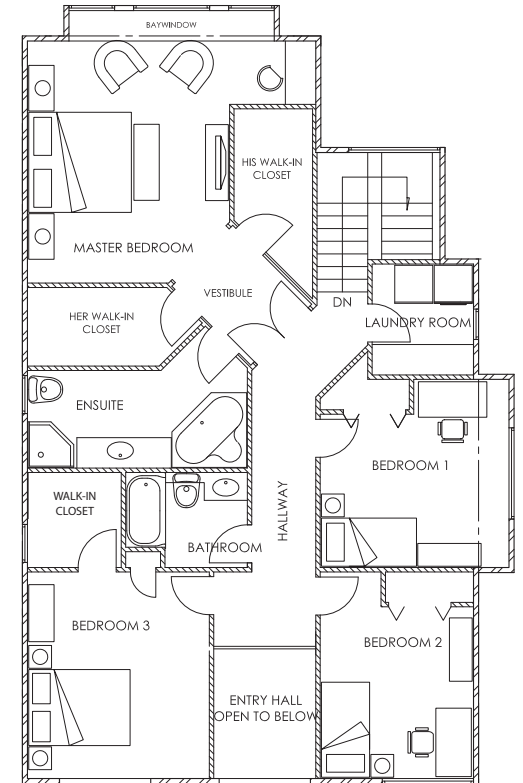 BAYWINDOW
HIS WALK-IN
CLOSET
MASTER BEDROOM
VESTIBULE
DN
HER WALK-IN
CLOSET
LAUNDRY ROOM
ENSUITE
BEDROOM 1
WALK-IN
CLOSET
HALLWAY
BATHROOM
BEDROOM 3
BEDROOM 2
ENTRY HALL
OPEN TO BELOW